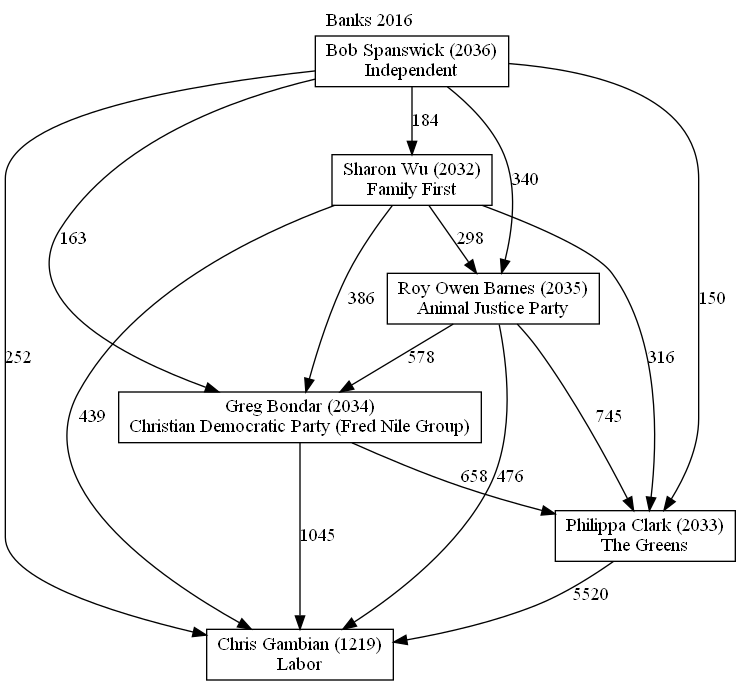 Banks 2016
Bob Spanswick (2036)
Independent
184
Sharon Wu (2032)
Family First
340
163
298
Roy Owen Barnes (2035)
Animal Justice Party
386
150
252
578
316
Greg Bondar (2034)
Christian Democratic Party (Fred Nile Group)
439
745
658
476
Philippa Clark (2033)
The Greens
1045
5520
Chris Gambian (1219)
Labor